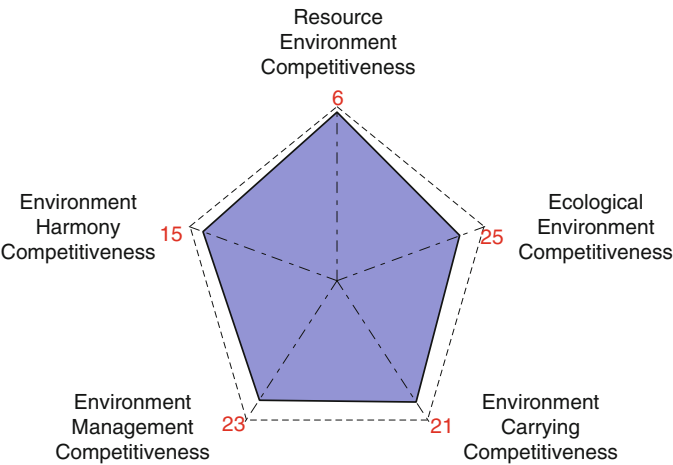 Resource
Environment
Competitiveness
6
Environment
Harmony
Competitiveness
15
Ecological
Environment
Competitiveness
25
Environment
Management
Competitiveness
23
21
Environment
Carrying
Competitiveness